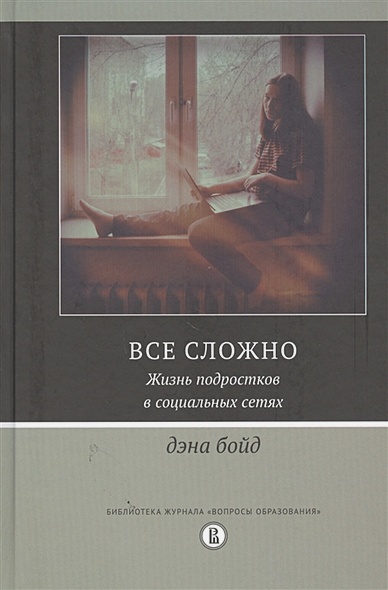 ВСЕ СЛОЖНО
Жизнь подростков
в социальных сетях
дэна бойд
БИБЛИОТЕКА ЖУРНАЛА «ВОПРОСЫ ОБРАЗОВАНИЯ»